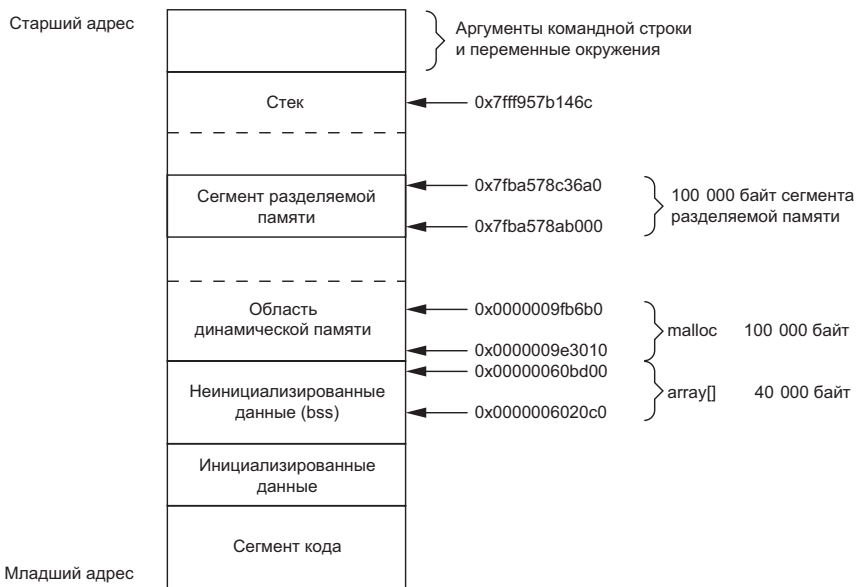 Старший адрес
Аргументы командной строки
и переменные окружения
Стек
0x7fff957b146c
Сегмент разделяемой
памяти
0x7fba578c36a0
0x7fba578ab000
100 000 байт сегмента
разделяемой памяти
Область
динамической памяти
0x0000009fb6b0
0x0000009e3010
malloc 100 000 байт
Неинициализированные
данные (bss)
0x00000060bd00
0x0000006020c0
array[] 40 000 байт
Инициализированные
данные
Сегмент кода
Младший адрес